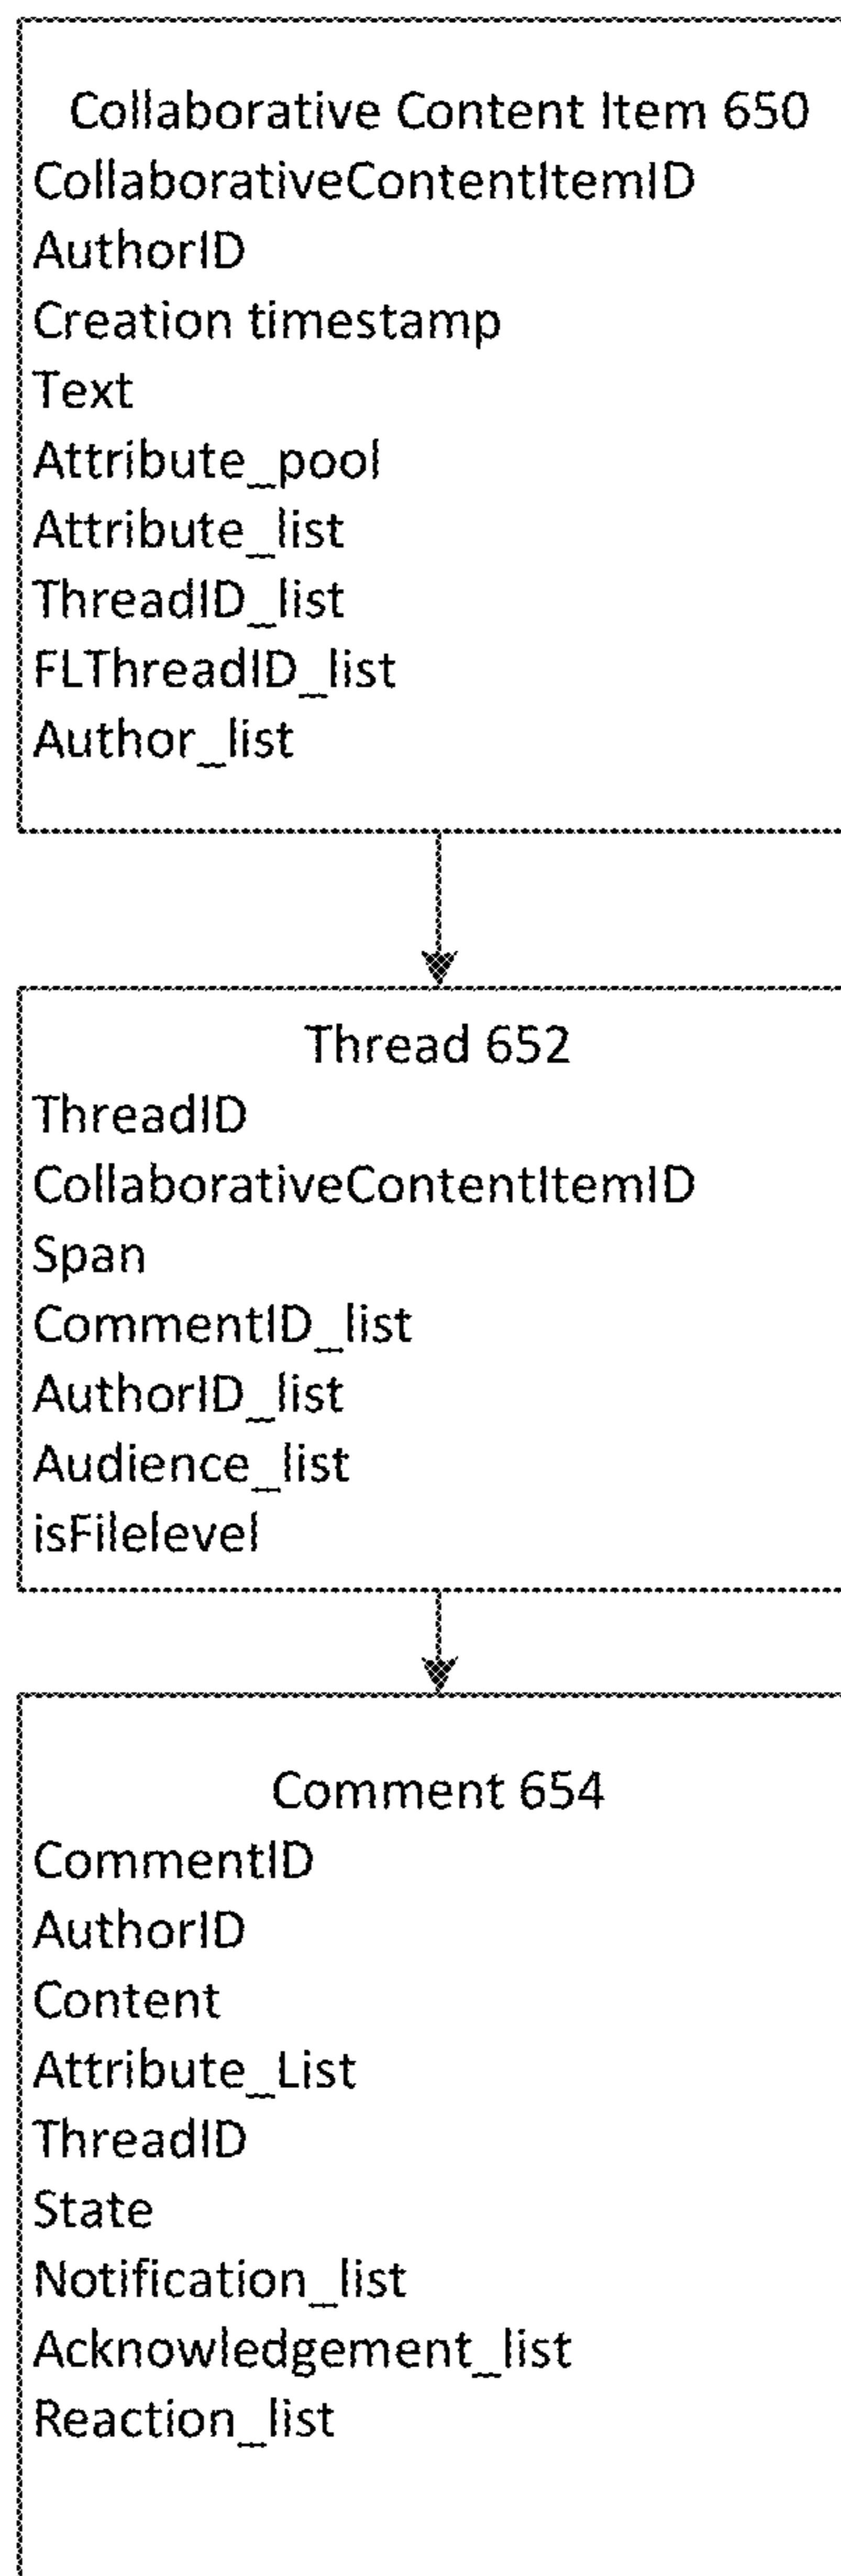 Collaborative Content Item 650
CollaborativeContentItemID
AuthorID
Creation timestamp
Text
Attribute_pool
Attribute_list
ThreadID_list
FLThreadID_list
Author_list
Thread 652
ThreadID
CollaborativeContentItemID
Span
CommentID_list
AuthorID_list
Audience_list
isFilelevel
Comment 654
CommentID
AuthorID
Content
Attribute_List
ThreadID
State
Notification_list
Acknowledgement_list
Reaction_list